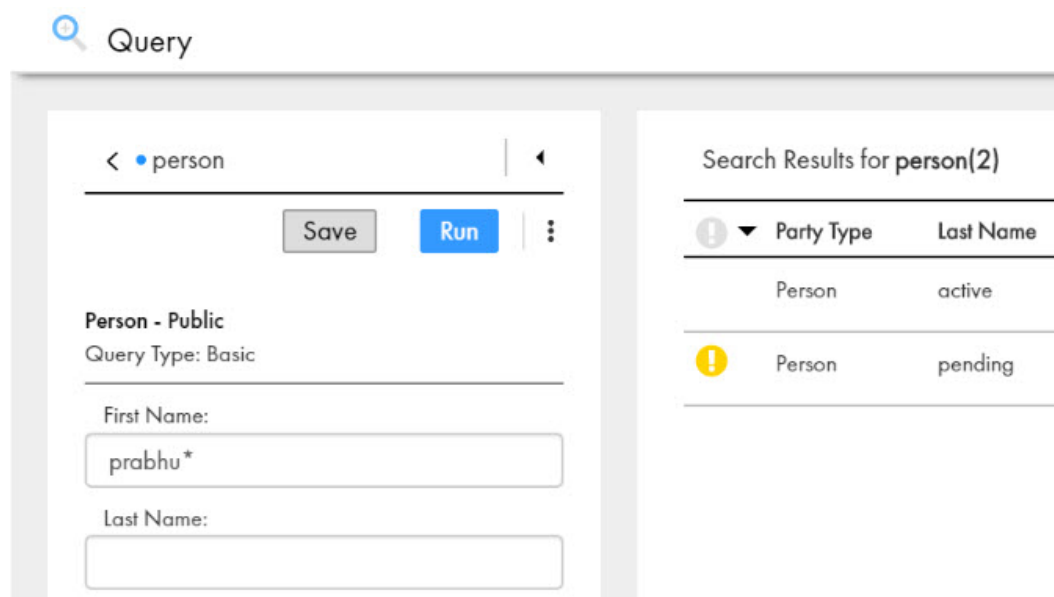 Query
person
Save Run
Person - Public
Query Type: Basic
First Name:
prabhu*
Last Name:
Search Results for person(2)
Party Type Last Name
Person active
Person pending